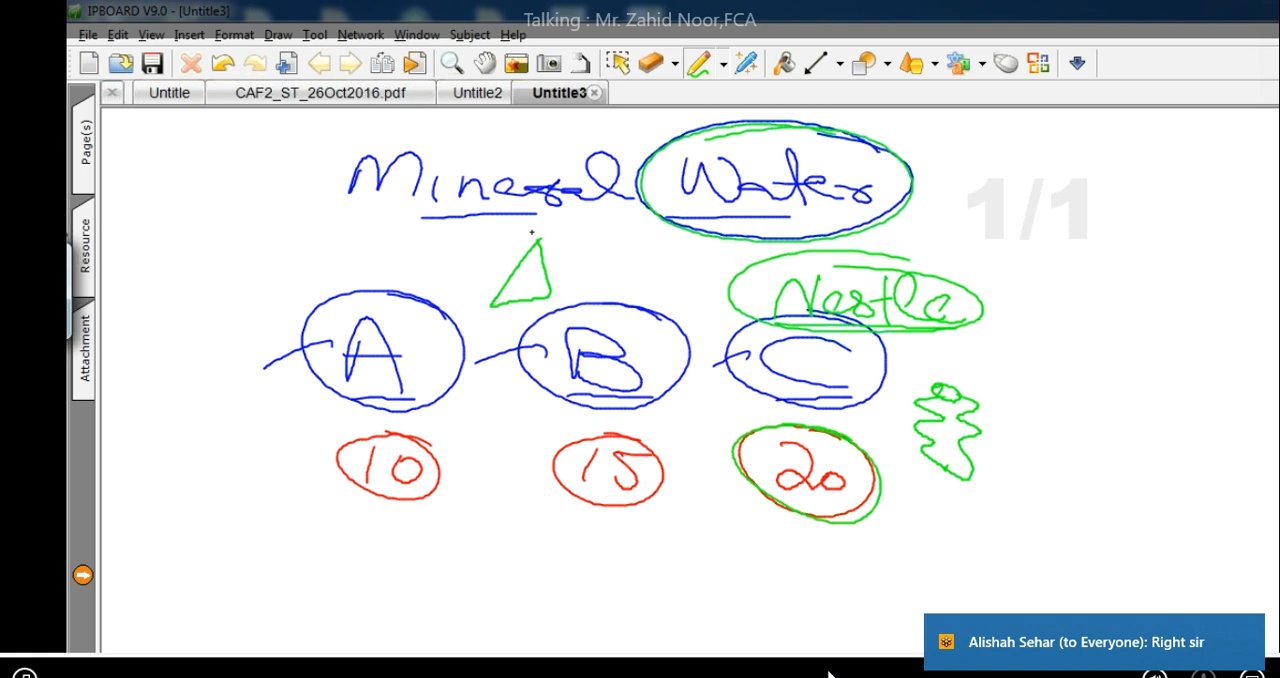 IPBOARD V9.0 - [Untitle3]
Talking : Mr. Zahid Noor,FCA
File Edit View Insert Format Draw Tool Network Window Subject Help
Untitle CAF2_ST_26Oct2016.pdf Untitle2 Untitle3
Page(s)
Resource
Attachment
Mineral Water
1/1
Nestle
A B C
10 15 20
Alishah Sehar (to Everyone): Right sir